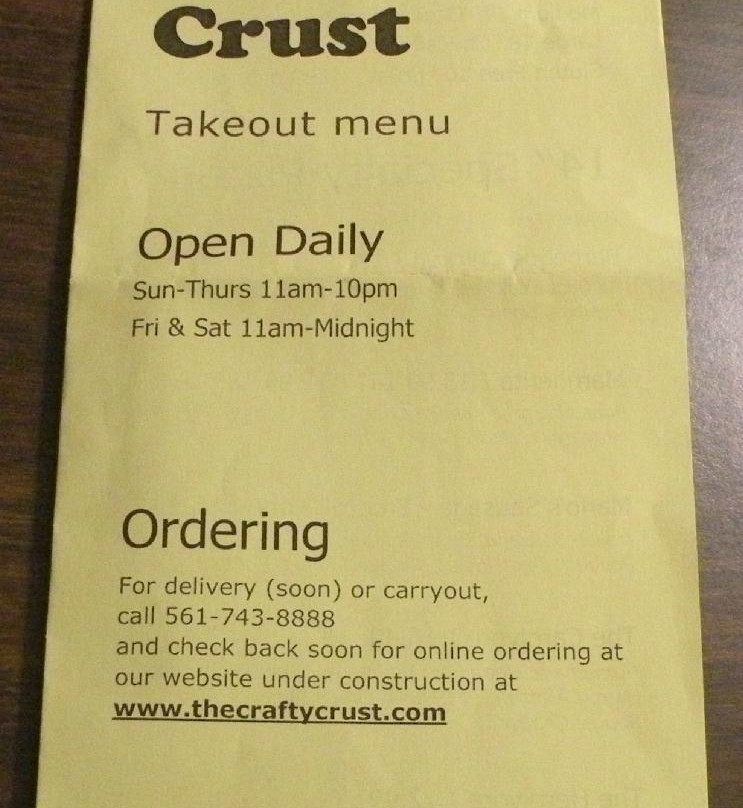 Crust
Takeout menu
Open Daily
Sun-Thurs 11am-10pm
Fri & Sat 11am-Midnight
Ordering
For delivery (soon) or carryout,
call 561-743-8888
and check back soon for online ordering at
our website under construction at
www.thecraftycrust.com